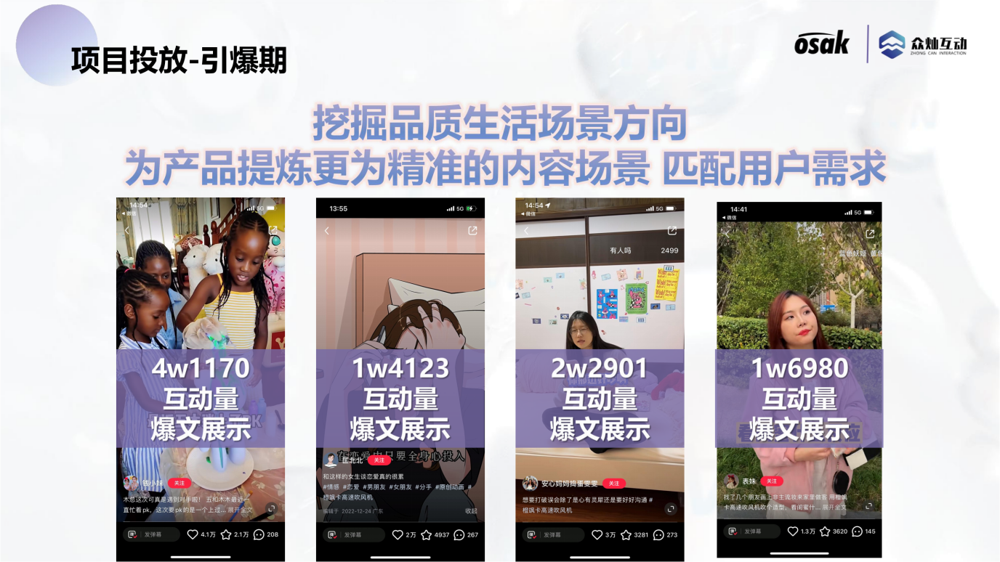 项目投放-引爆期
osak
众灿互动
ZHONG CAN INTERACTION
挖掘品质生活场景方向
为产品提炼更为精准的内容场景 匹配用户需求
14:54
5G
微信
4w1170
互动量
爆文展示
钱小妹
关注
木总这次可真是遇到对手啦! 五和木木最近一
直忙着pk,这次要pk的是一个上过... 展开全文
发弹幕
4.1万
2.1万
208
13:55
5G
1w4123
互动量
爆文展示
在恋爱中只要全身心投入
江北北
关注
和这样的女生谈恋爱真的很累
#情感 #恋爱 #男朋友 #女朋友 #分手 #原创动画 #
橙飒卡高速吹风机
编辑于 2022-12-24 广东
收起
发弹幕
2万
4937
267
14:54
5G
微信
有人吗
2499
2w2901
互动量
爆文展示
安心妈妈捣蛋雯雯
关注
想要打破误会除了是心有灵犀还是要好好沟通 #
橙飒卡高速吹风机
发弹幕
3万
3281
273
14:41
5G
微信
蓝色妖姬
1w6980
互动量
爆文展示
表妹
关注
找了几个朋友画上非主流妆来家里做客 用橙飒
卡高速吹风机吹个造型,看闺蜜什... 展开全文
发弹幕
1.3万
3620
145